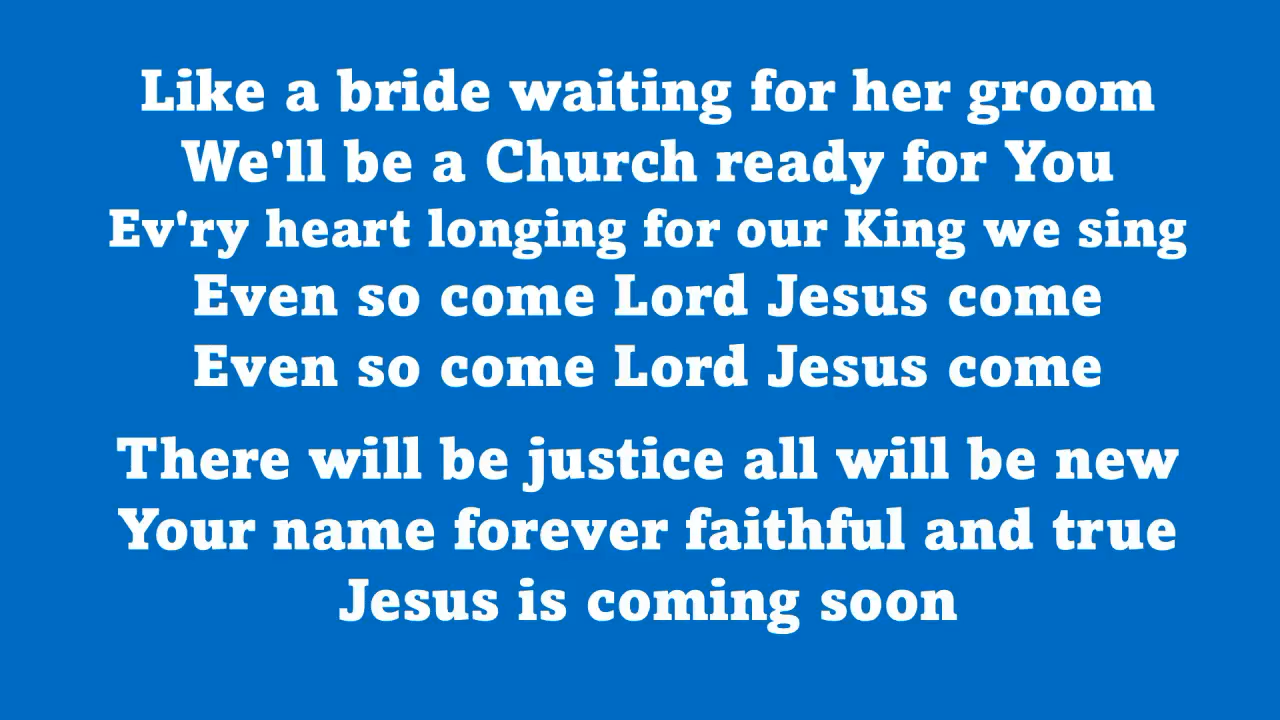 Like a bride waiting for her groom
We'll be a Church ready for You
Ev'ry heart longing for our King we sing
Even so come Lord Jesus come
Even so come Lord Jesus come
There will be justice all will be new
Your name forever faithful and true
Jesus is coming soon